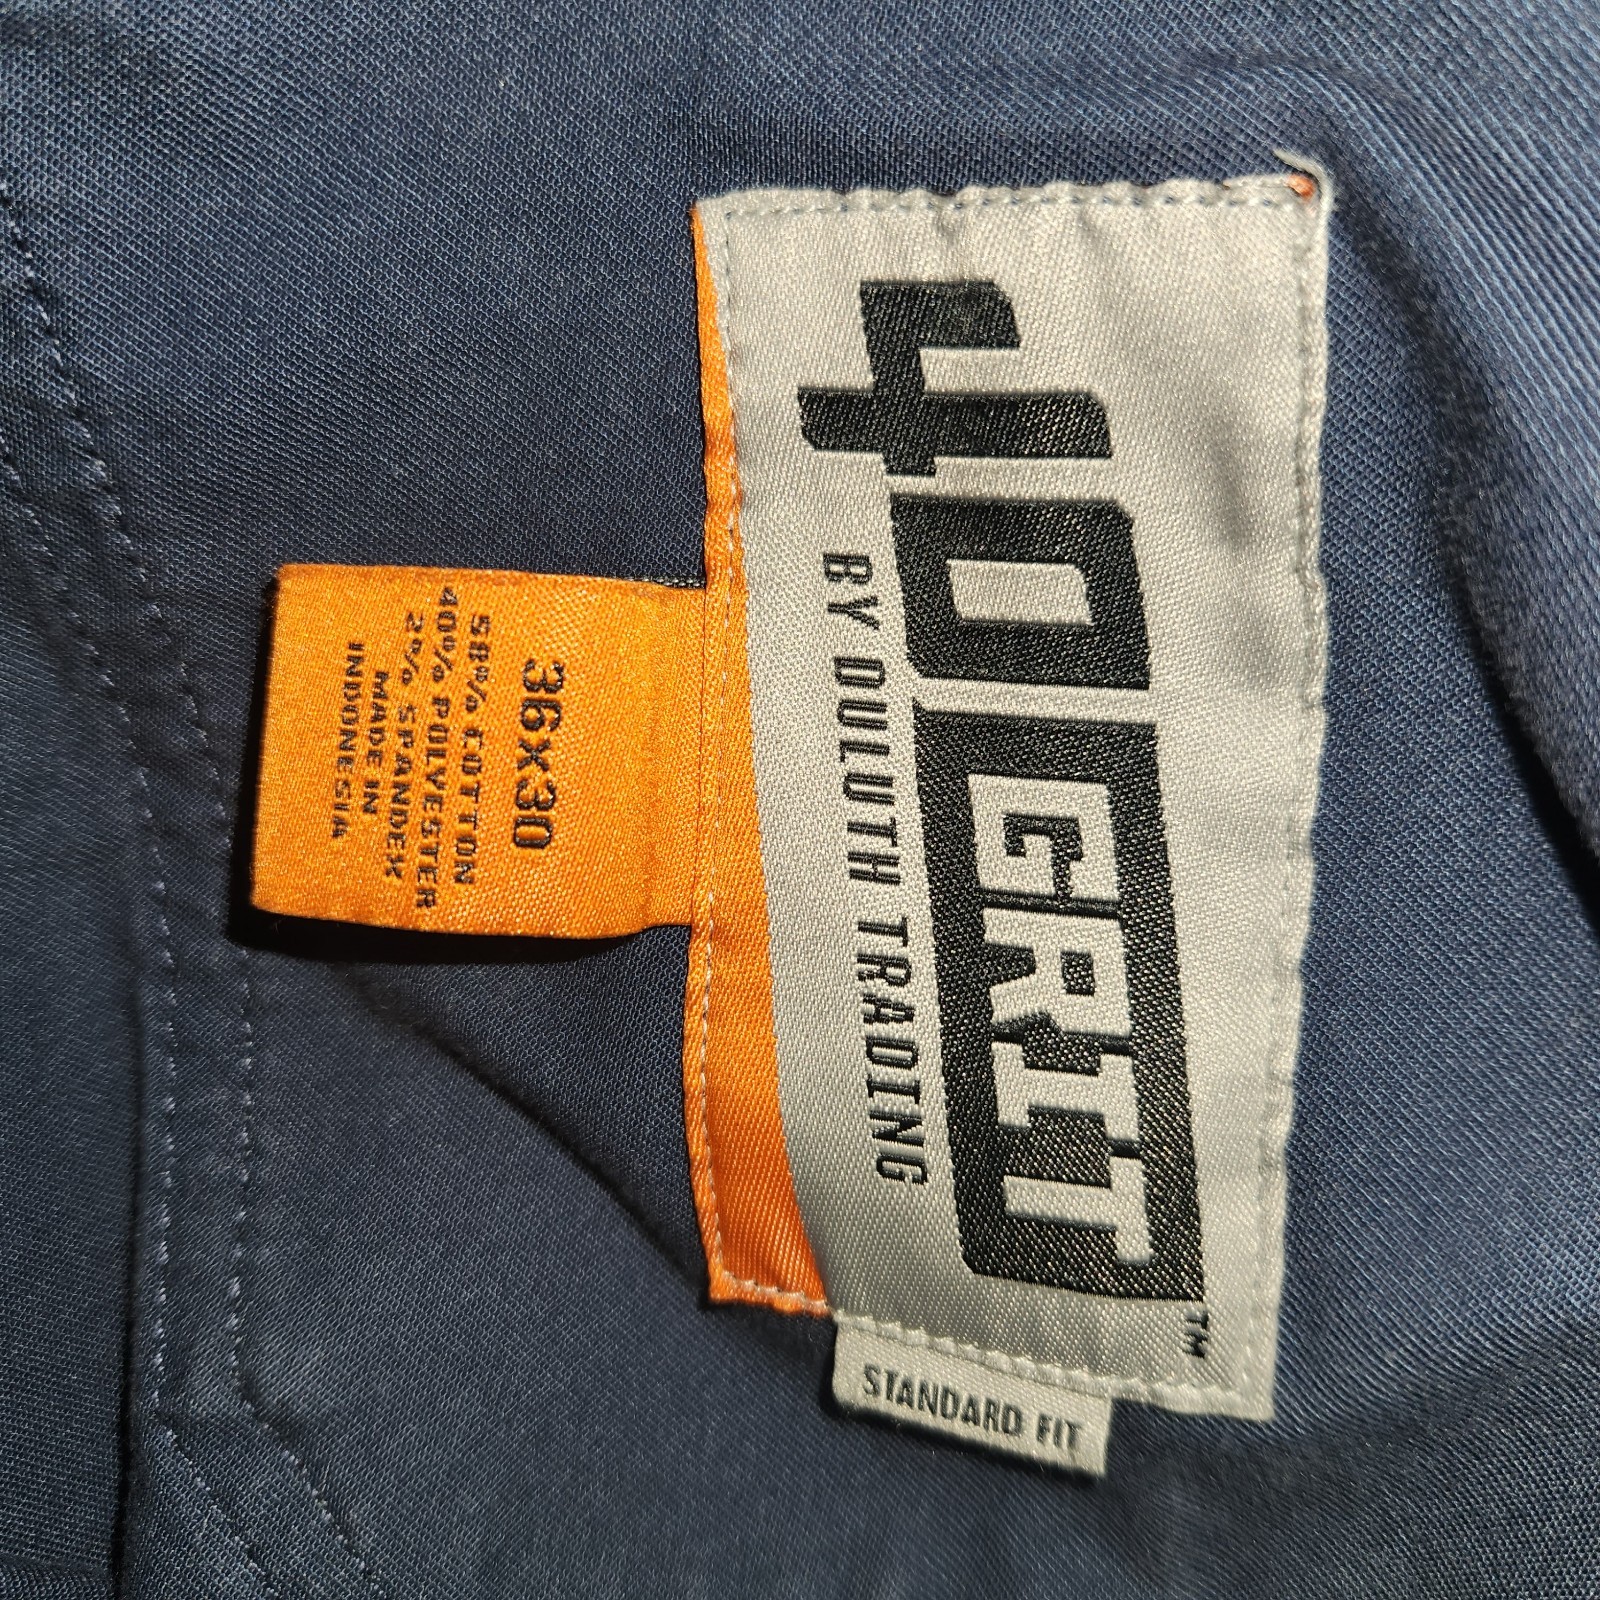 40 GRIT
™
BY DULUTH TRADING
36x30
58% COTTON
40% POLYESTER
2% SPANDEX
MADE IN
INDONESIA
STANDARD FIT